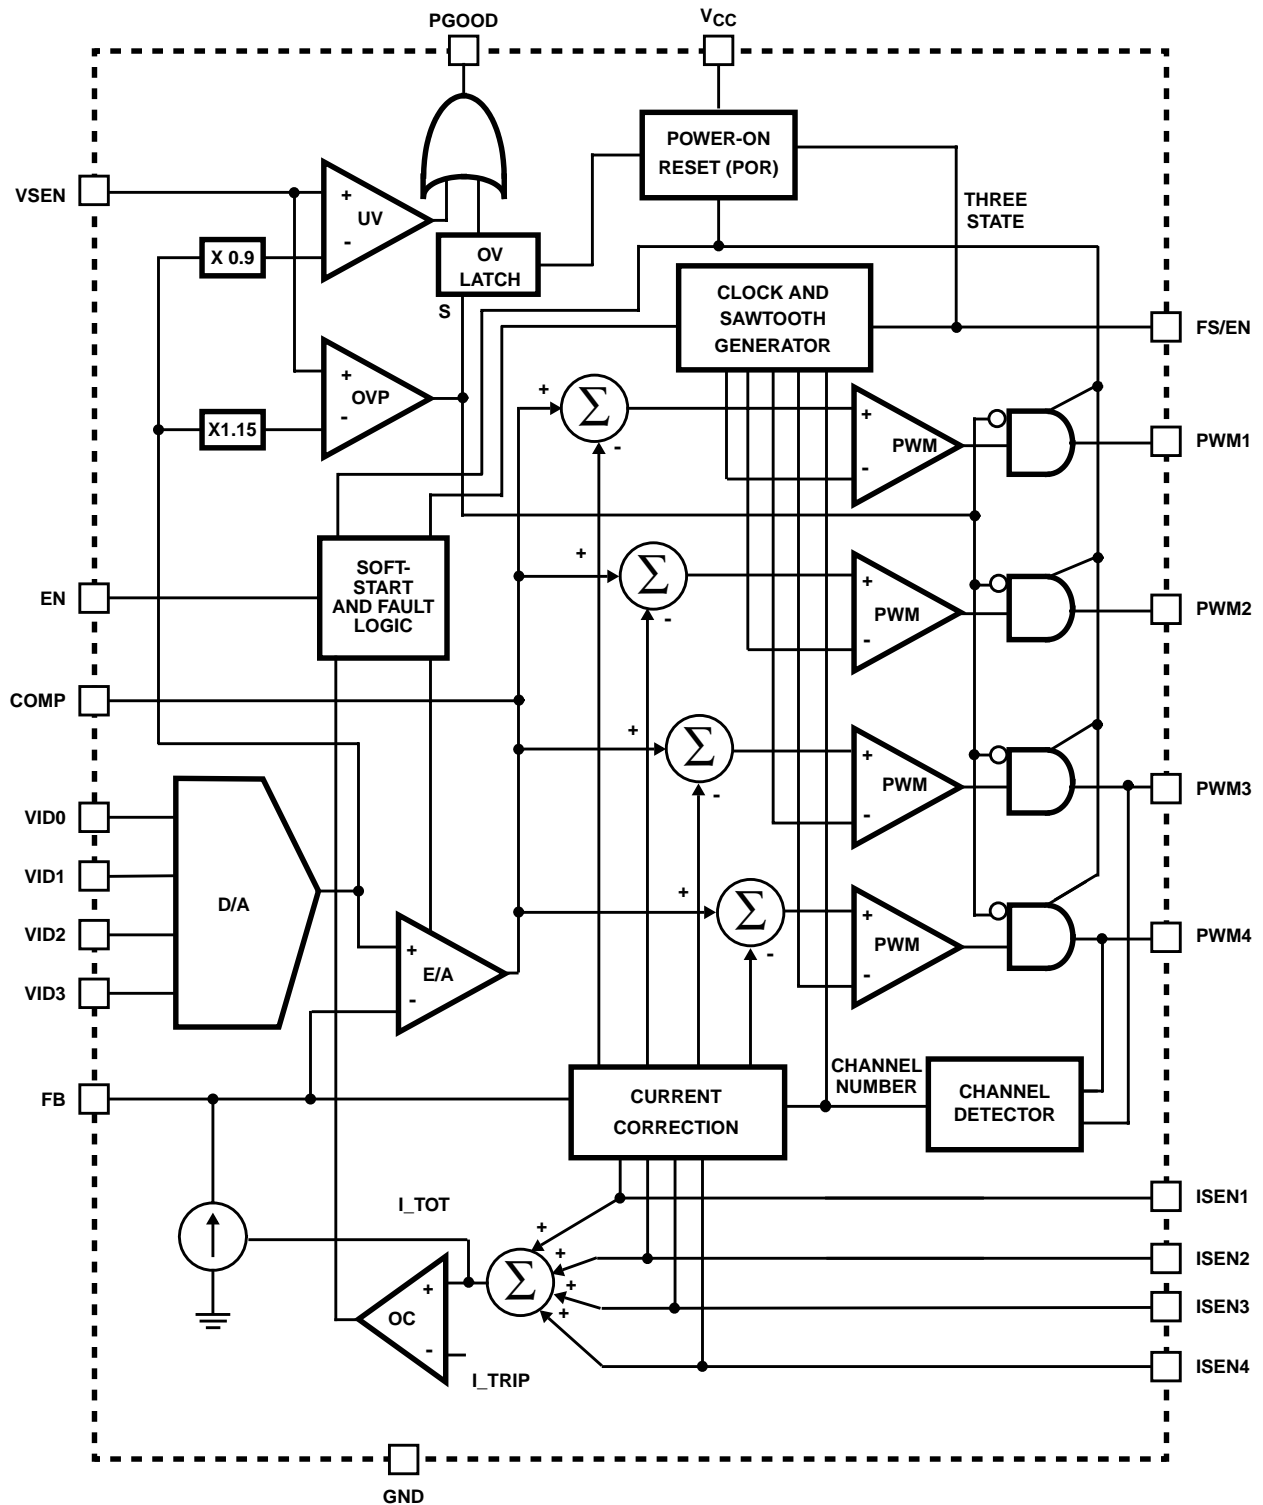 PGOOD
VCC
POWER-ON
RESET (POR)
VSEN
+
UV
-
THREE
STATE
X 0.9
OV
LATCH
S
CLOCK AND
SAWTOOTH
GENERATOR
FS/EN
+
OVP
-
X1.15
+
Σ
-
+
PWM
-
PWM1
SOFT-
START
AND FAULT
LOGIC
EN
+
Σ
-
+
PWM
-
PWM2
COMP
+
Σ
-
+
PWM
-
PWM3
VID0
VID1
VID2
VID3
D/A
+
E/A
-
+
Σ
-
+
PWM
-
PWM4
FB
CURRENT
CORRECTION
CHANNEL
NUMBER
CHANNEL
DETECTOR
I_TOT
+
+
+
+
Σ
ISEN1
ISEN2
ISEN3
ISEN4
+
OC
-
I_TRIP
GND